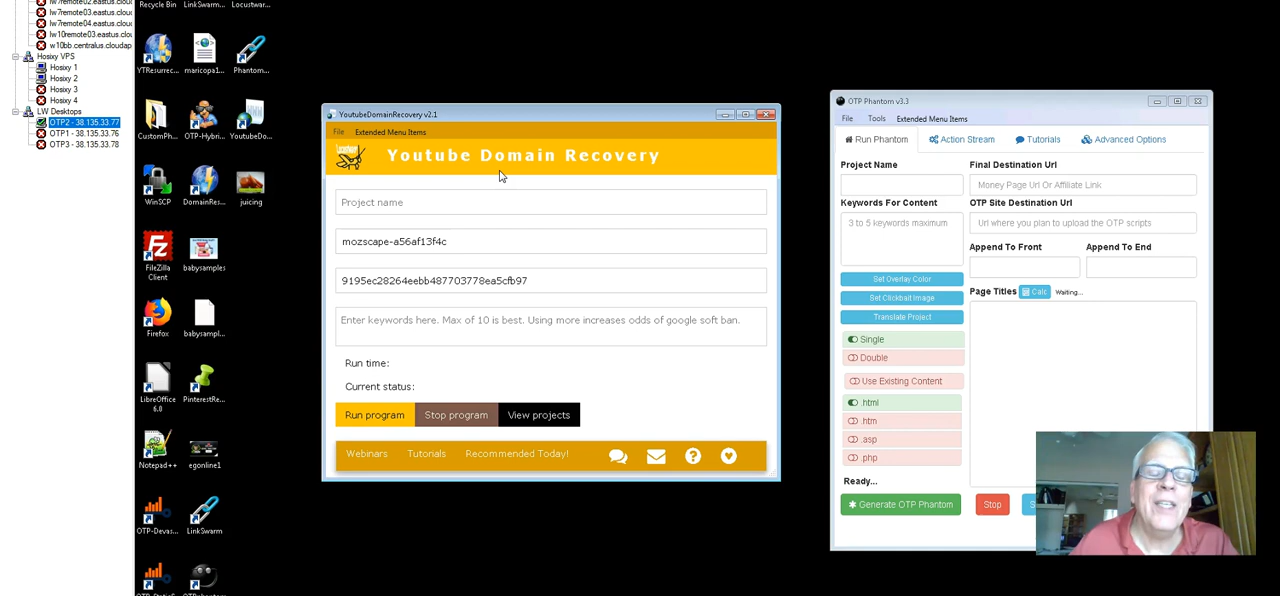 lw7remote02.eastus.cloud
lw7remote03.eastus.cloud
lw7remote04.eastus.cloud
lw10remote03.eastus.cloud
w10bb.centralus.cloudap
Hosixy VPS
Hosixy 1
Hosixy 2
Hosixy 3
Hosixy 4
LW Desktops
OTP2 - 38.135.33.77
OTP1 - 38.135.33.76
OTP3 - 38.135.33.78
Recycle Bin
LinkSwarm...
Locustwar...
YTResurrec...
maricopa1...
Phantom...
CustomPh...
OTP-Hybri...
YoutubeDo...
WinSCP
DomainRes...
juicing
FileZilla
Client
babysamples
Firefox
babysampl...
LibreOffice
6.0
PinterestRe...
Notepad++
egonline1
OTP-Devas...
LinkSwarm
YoutubeDomainRecovery v2.1
File
Extended Menu Items
Locustware
Youtube Domain Recovery
Project name
mozscape-a56af13f4c
9195ec28264eebb487703778ea5cfb97
Enter keywords here. Max of 10 is best. Using more increases odds of google soft ban.
Run time:
Current status:
Run program
Stop program
View projects
Webinars
Tutorials
Recommended Today!
OTP Phantom v3.3
File
Tools
Extended Menu Items
Run Phantom
Action Stream
Tutorials
Advanced Options
Project Name
Final Destination Url
Money Page Url Or Affiliate Link
Keywords For Content
OTP Site Destination Url
3 to 5 keywords maximum
Url where you plan to upload the OTP scripts
Append To Front
Append To End
Set Overlay Color
Set Clickbait Image
Translate Project
Page Titles
Calc
Waiting...
Single
Double
Use Existing Content
.html
.htm
.asp
.php
Ready...
Generate OTP Phantom
Stop
S